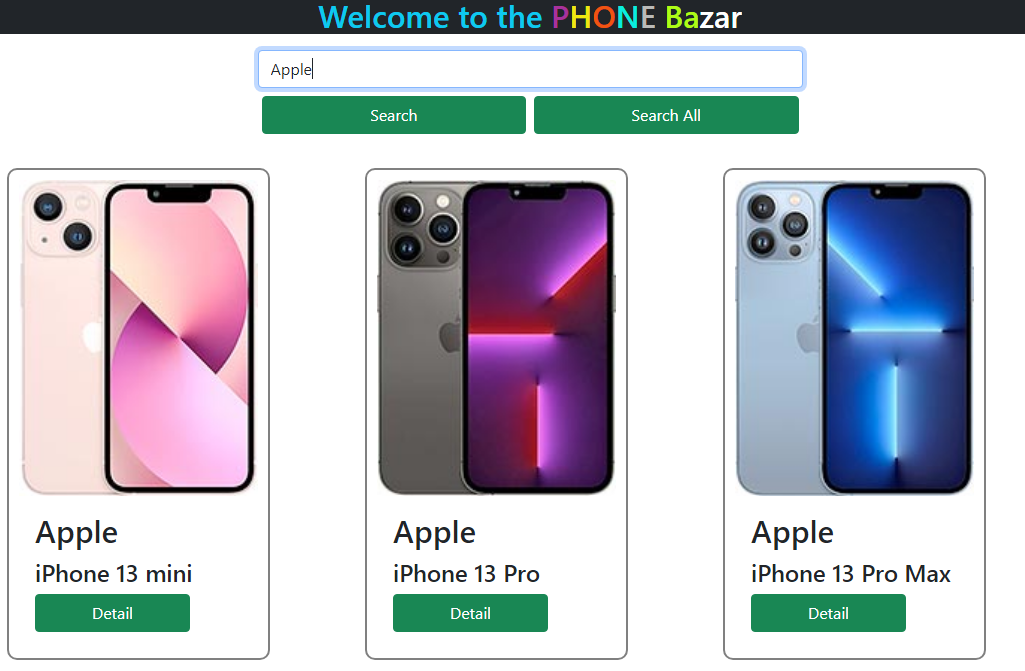 Welcome to the PHONE Bazar
Apple
Search
Search All
Apple
iPhone 13 mini
Detail
Apple
iPhone 13 Pro
Detail
Apple
iPhone 13 Pro Max
Detail